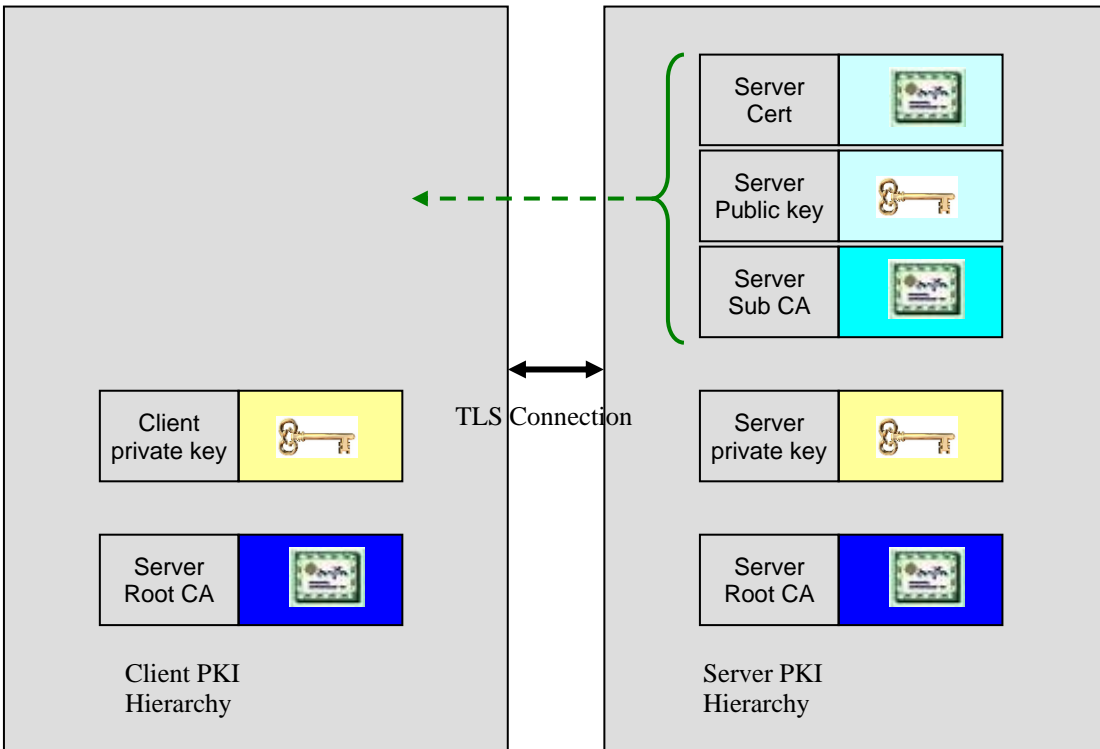 Server
Cert
Server
Public key
Server
Sub CA
TLS Connection
Client
private key
Server
private key
Server
Root CA
Server
Root CA
Client PKI
Hierarchy
Server PKI
Hierarchy